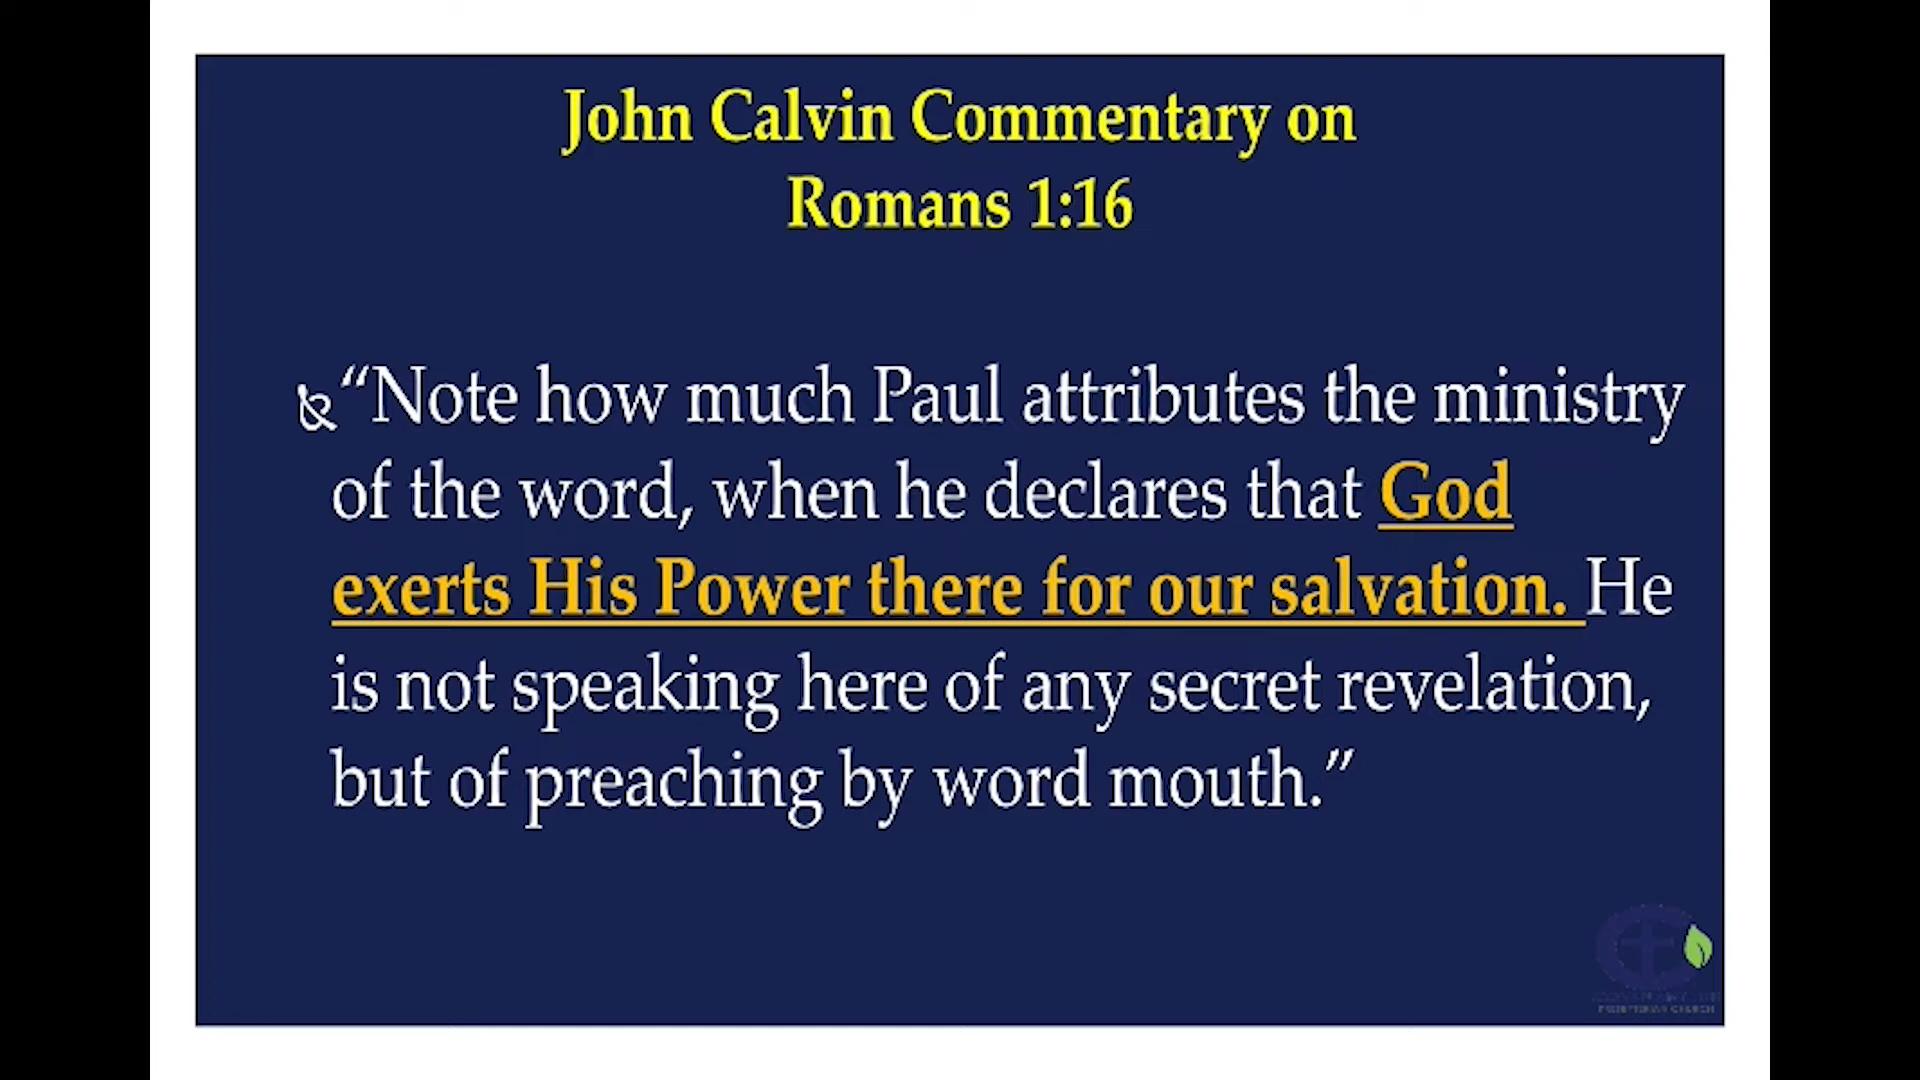 John Calvin Commentary on
Romans 1:16
“Note how much Paul attributes the ministry
of the word, when he declares that God
exerts His Power there for our salvation. He
is not speaking here of any secret revelation,
but of preaching by word mouth.”
PRESBYTERIAN CHURCH